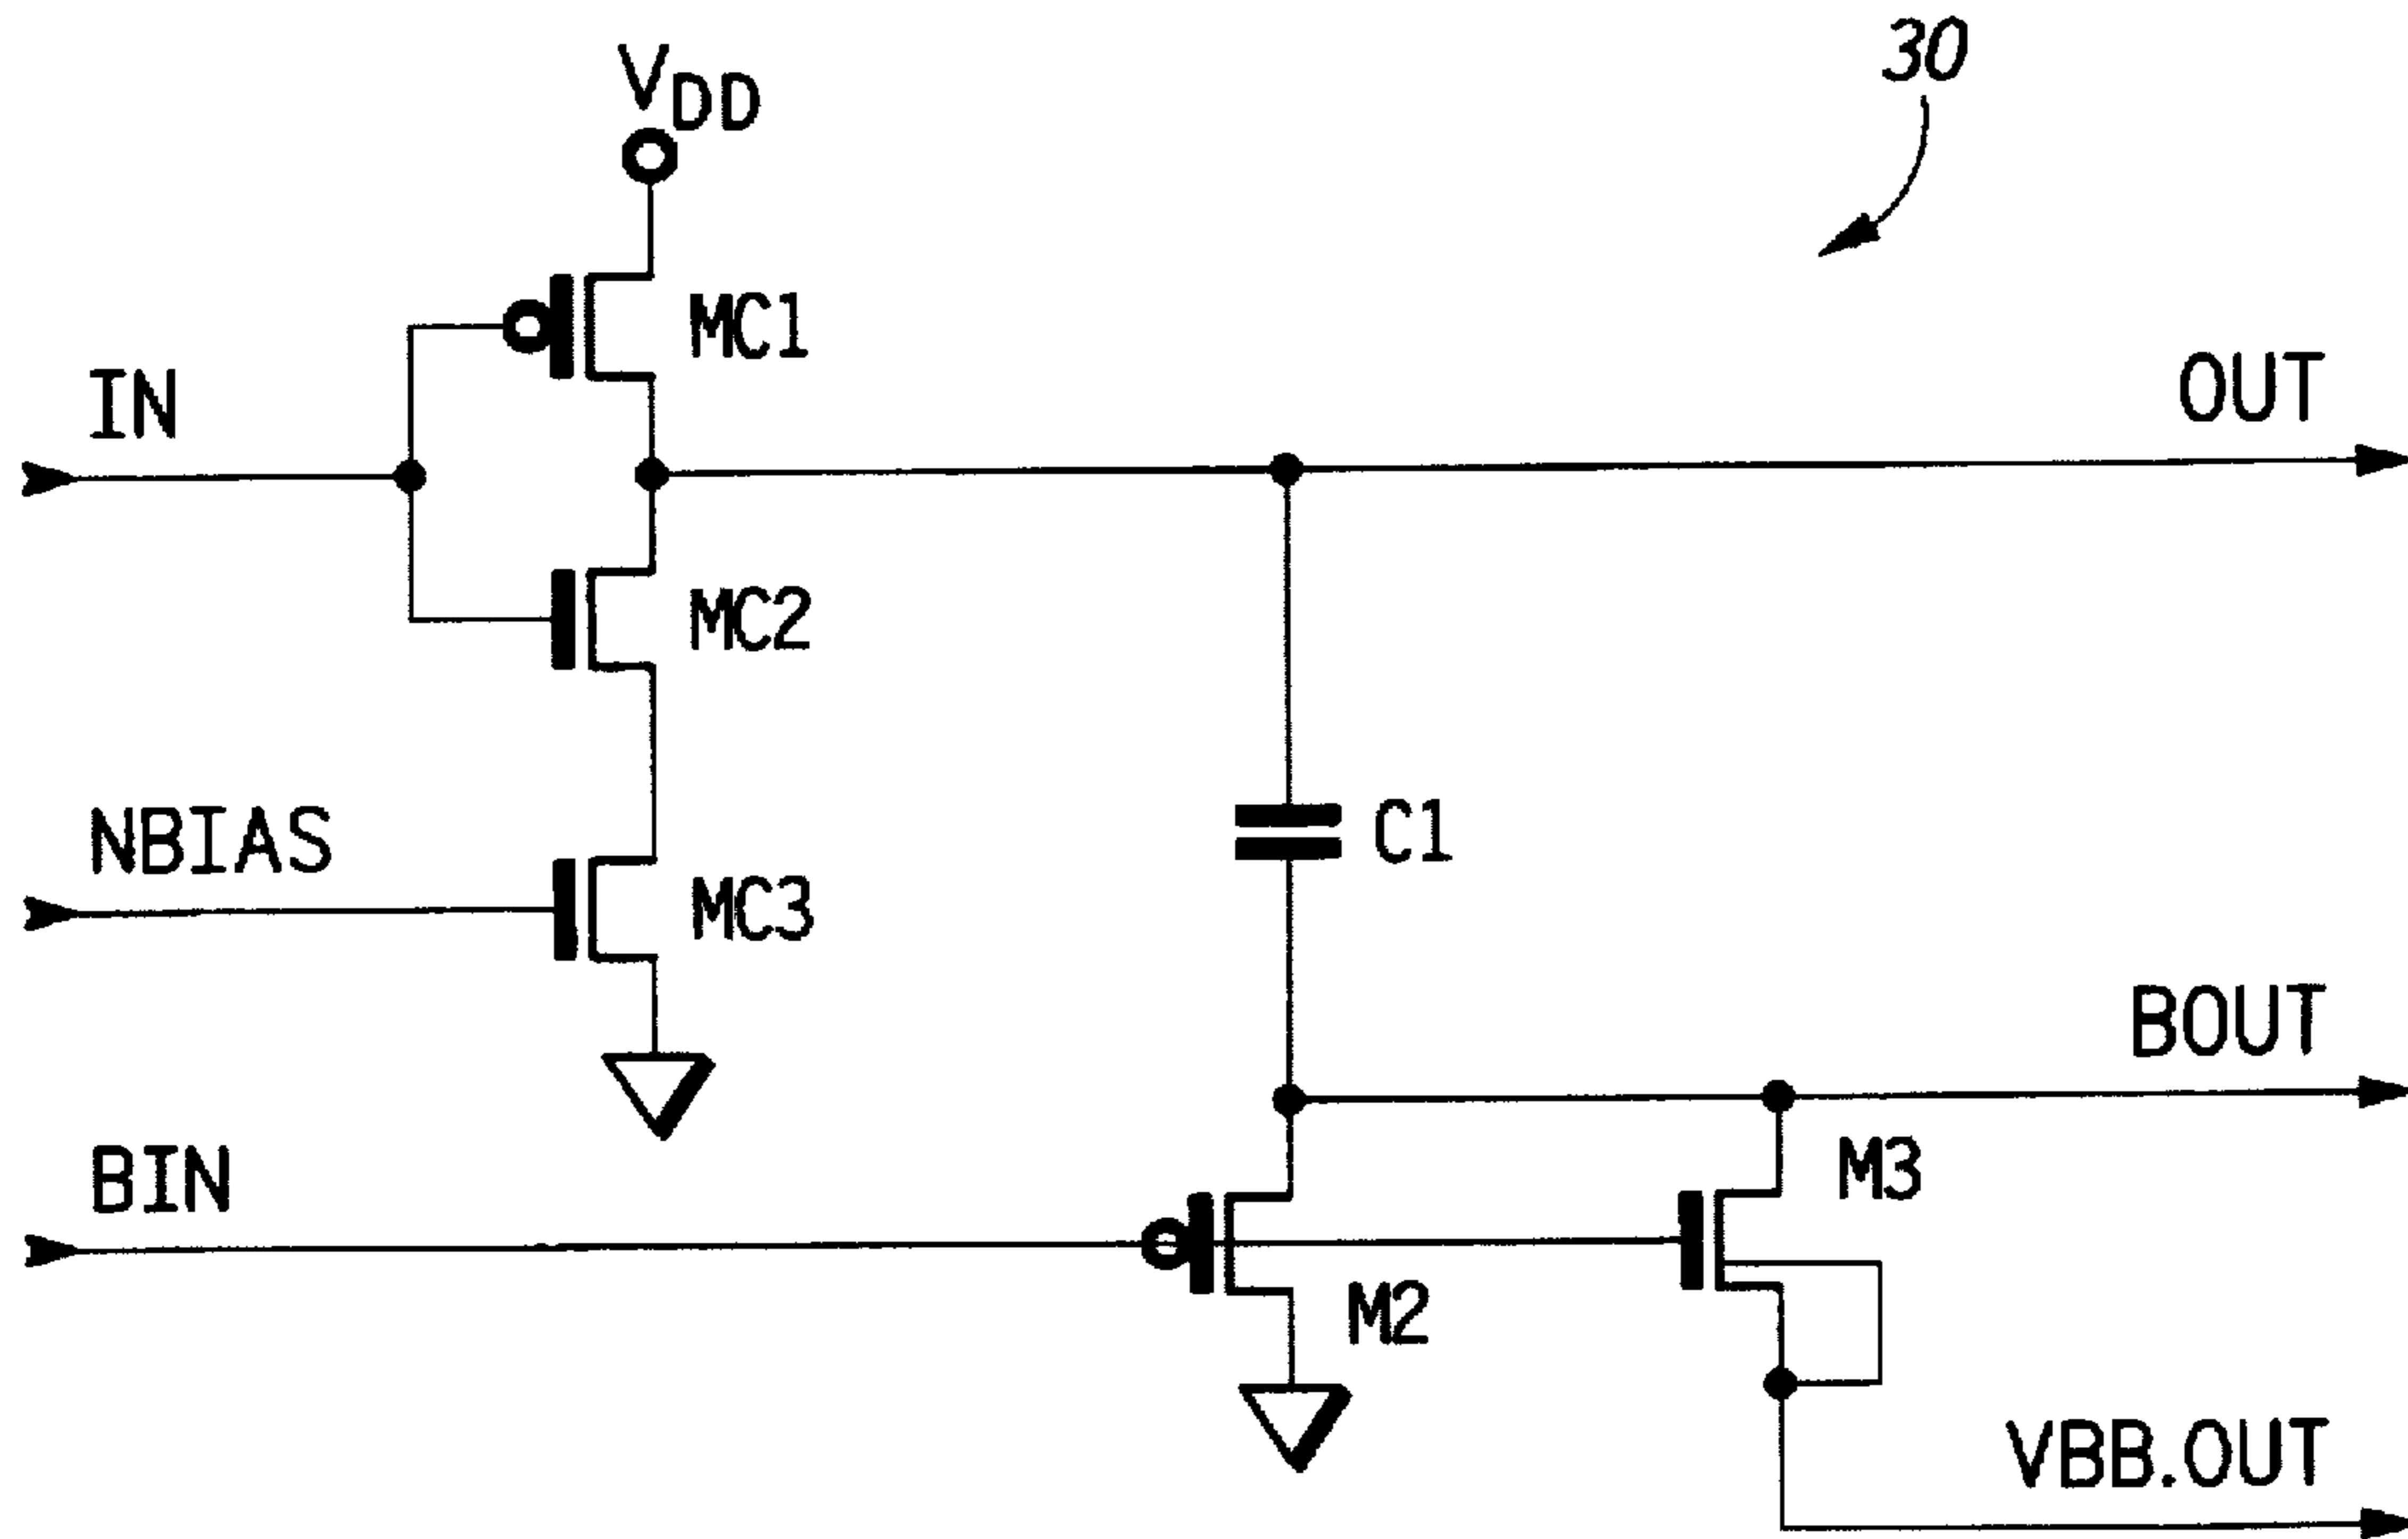 30
VDD
MC1
IN
OUT
MC2
NBIAS
C1
MC3
BOUT
BIN
M3
M2
VBB.OUT